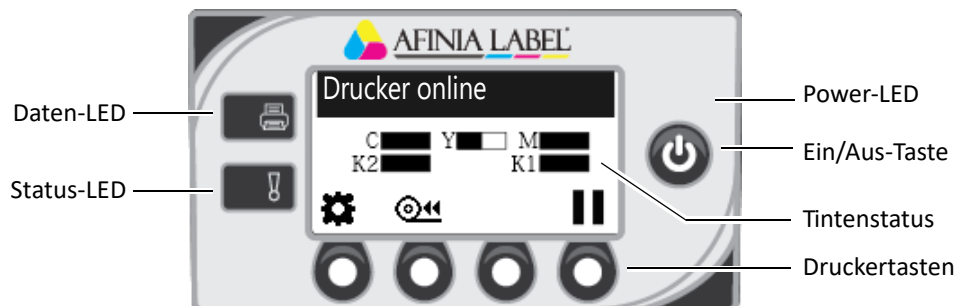 AFINIA LABEL
Drucker online
C Y M
K2 K1
Daten-LED
Status-LED
Power-LED
Ein/Aus-Taste
Tintenstatus
Druckertasten